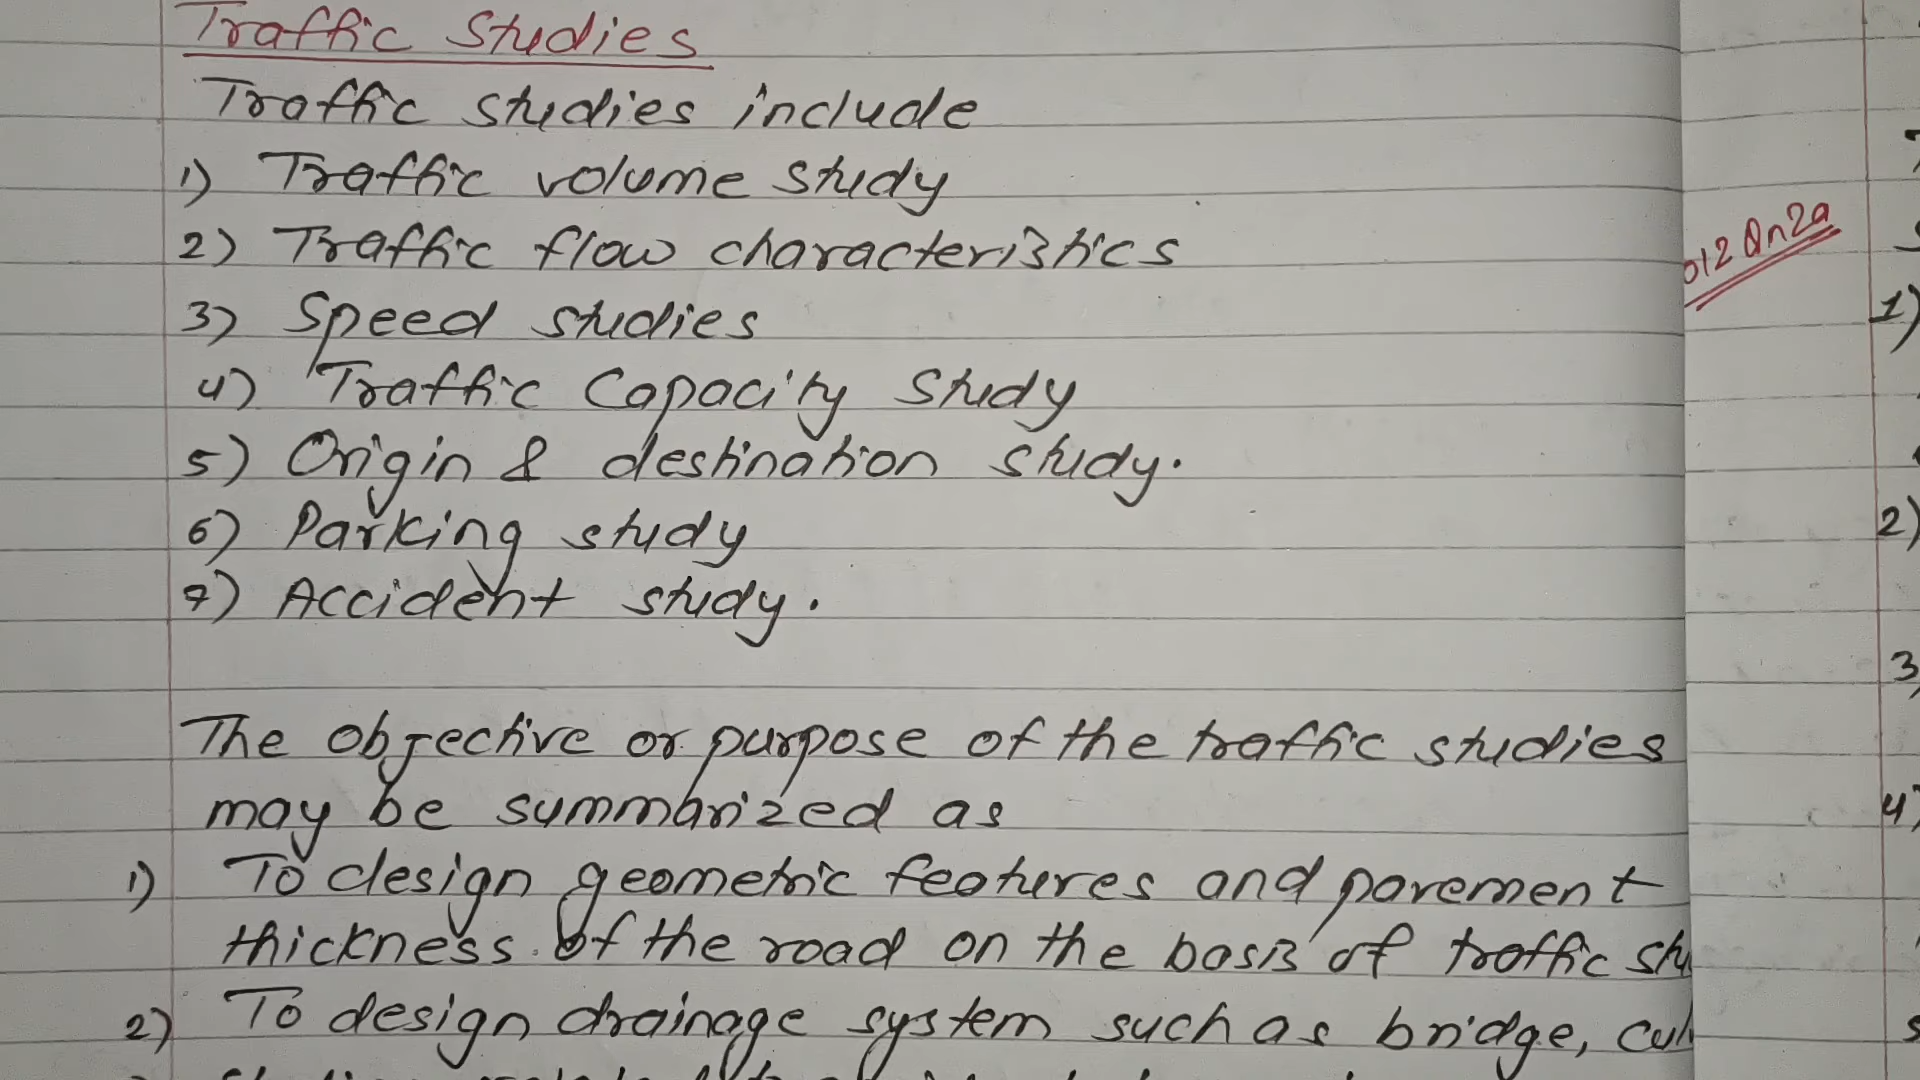 Traffic Studies
Traffic studies include
1) Traffic volume study
2) Traffic flow characteristics
3) Speed studies
4) Traffic Capacity Study
5) Origin & destination study.
6) Parking study
7) Accident study.
The objective or purpose of the traffic studies
may be summarized as
1) To design geometric features and pavement
thickness of the road on the basis of traffic stu
2) To design drainage system such as bridge, cul
012 Qn2a
1)
2)
3)
4)